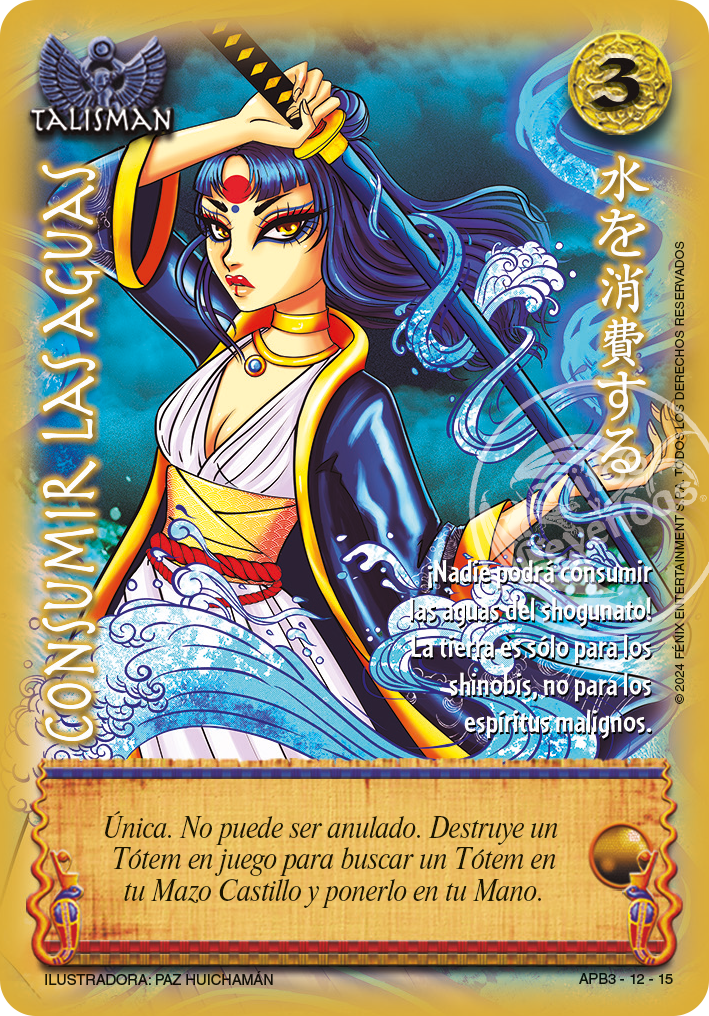 TALISMAN
3
CONSUMIR LAS AGUAS
水を消費する
¡Nadie podrá consumir
las aguas del shogunato!
La tierra es sólo para los
shinobis, no para los
espíritus malignos.
© 2024 FÉNIX ENTERTAINMENT S.P.A. TODOS LOS DERECHOS RESERVADOS
Única. No puede ser anulado. Destruye un
Tótem en juego para buscar un Tótem en
tu Mazo Castillo y ponerlo en tu Mano.
ILUSTRADORA: PAZ HUICHAMÁN
APB3 - 12 - 15